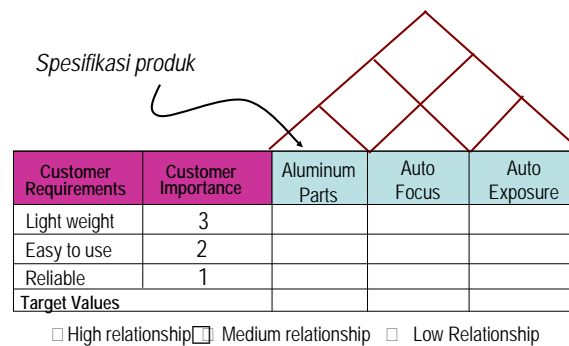 Spesifikasi produk
Customer Requirements Customer Importance Aluminum Parts Auto Focus Auto Exposure
Light weight 3
Easy to use 2
Reliable 1
Target Values
High relationship Medium relationship Low Relationship